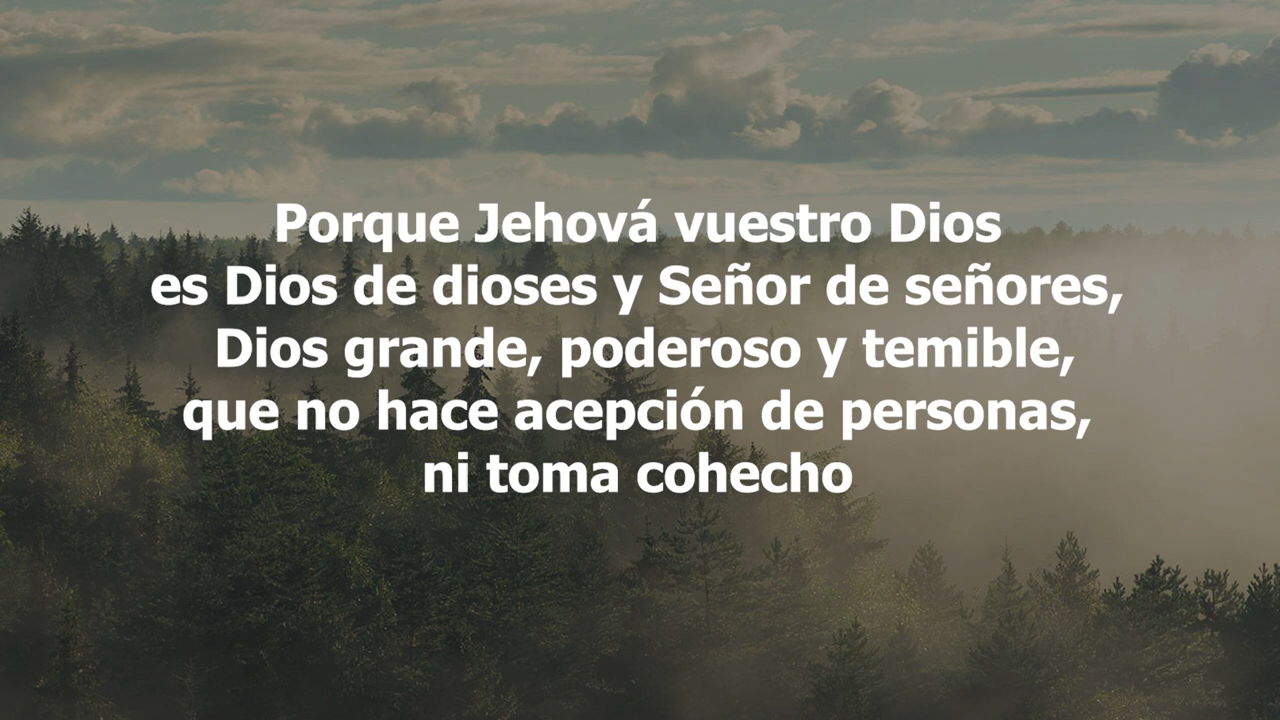 Porque Jehová vuestro Dios
es Dios de dioses y Señor de señores,
Dios grande, poderoso y temible,
que no hace acepción de personas,
ni toma cohecho